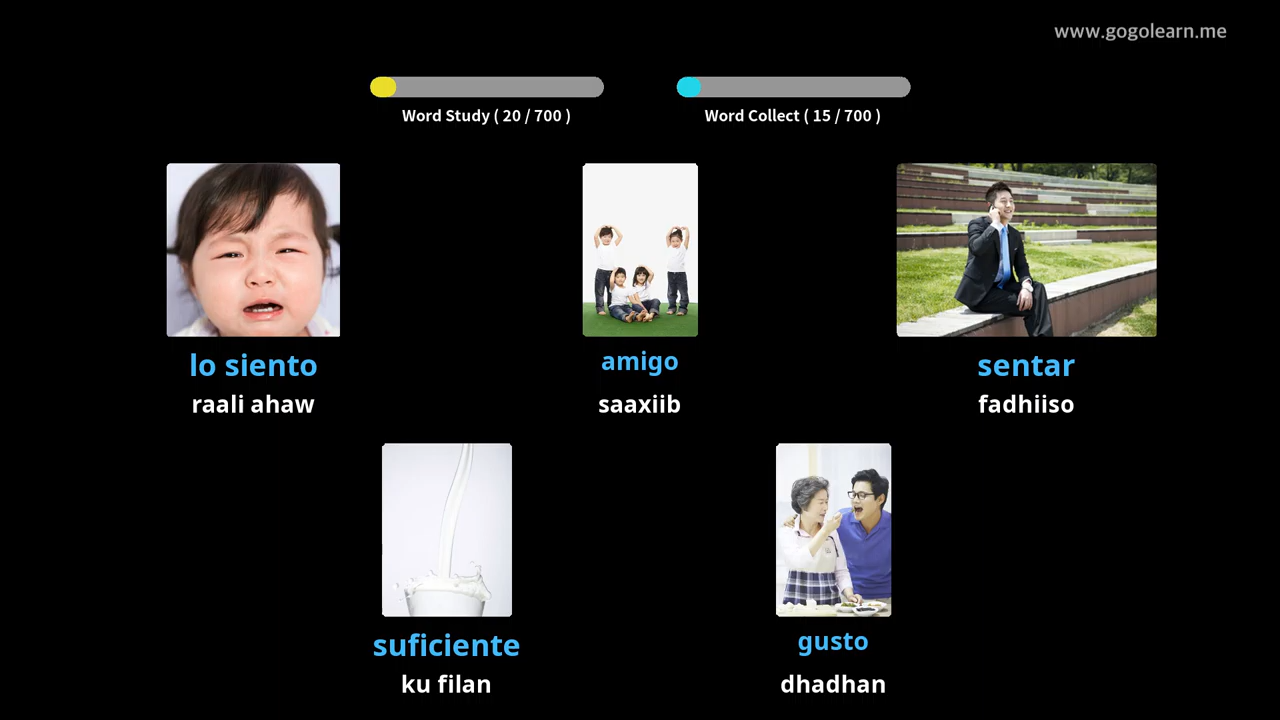 www.gogolearn.me
Word Study ( 20 / 700 )
Word Collect ( 15 / 700 )
lo siento
raali ahaw
amigo
saaxiib
sentar
fadhiiso
suficiente
ku filan
gusto
dhadhan